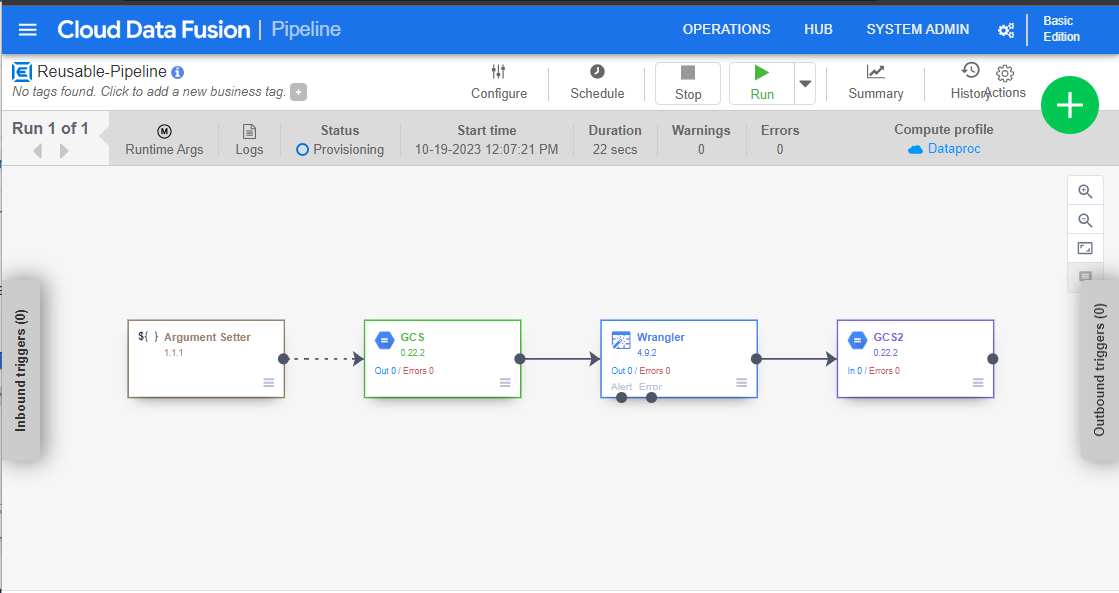 Cloud Data Fusion | Pipeline
OPERATIONS
HUB
SYSTEM ADMIN
Basic
Edition
Reusable-Pipeline
No tags found. Click to add a new business tag.
Configure
Schedule
Stop
Run
Summary
History
Actions
Run 1 of 1
Runtime Args
Logs
Status
Provisioning
Start time
10-19-2023 12:07:21 PM
Duration
22 secs
Warnings
0
Errors
0
Compute profile
Dataproc
Inbound triggers (0)
${ } Argument Setter
1.1.1
GCS
0.22.2
Out 0 / Errors 0
Wrangler
4.9.2
Out 0 / Errors 0
Alert Error
GCS2
0.22.2
In 0 / Errors 0
Outbound triggers (0)